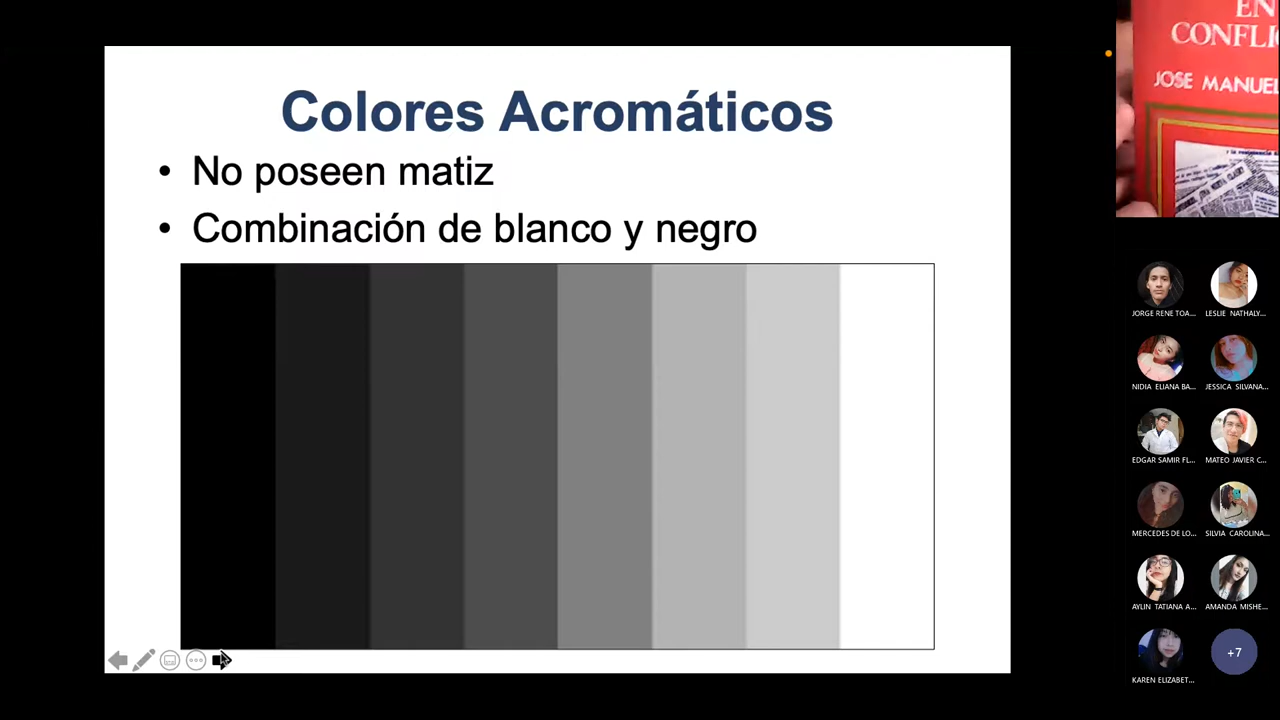 Colores Acromáticos
• No poseen matiz
• Combinación de blanco y negro
EN
CONFLI
JOSE MANUEL
JORGE RENE TOA...
LESLIE NATHALY...
NIDIA ELIANA BA...
JESSICA SILVANA...
EDGAR SAMIR FL...
MATEO JAVIER C...
MERCEDES DE LO...
SILVIA CAROLINA...
AYLIN TATIANA A...
AMANDA MISHE...
KAREN ELIZABET...
+7